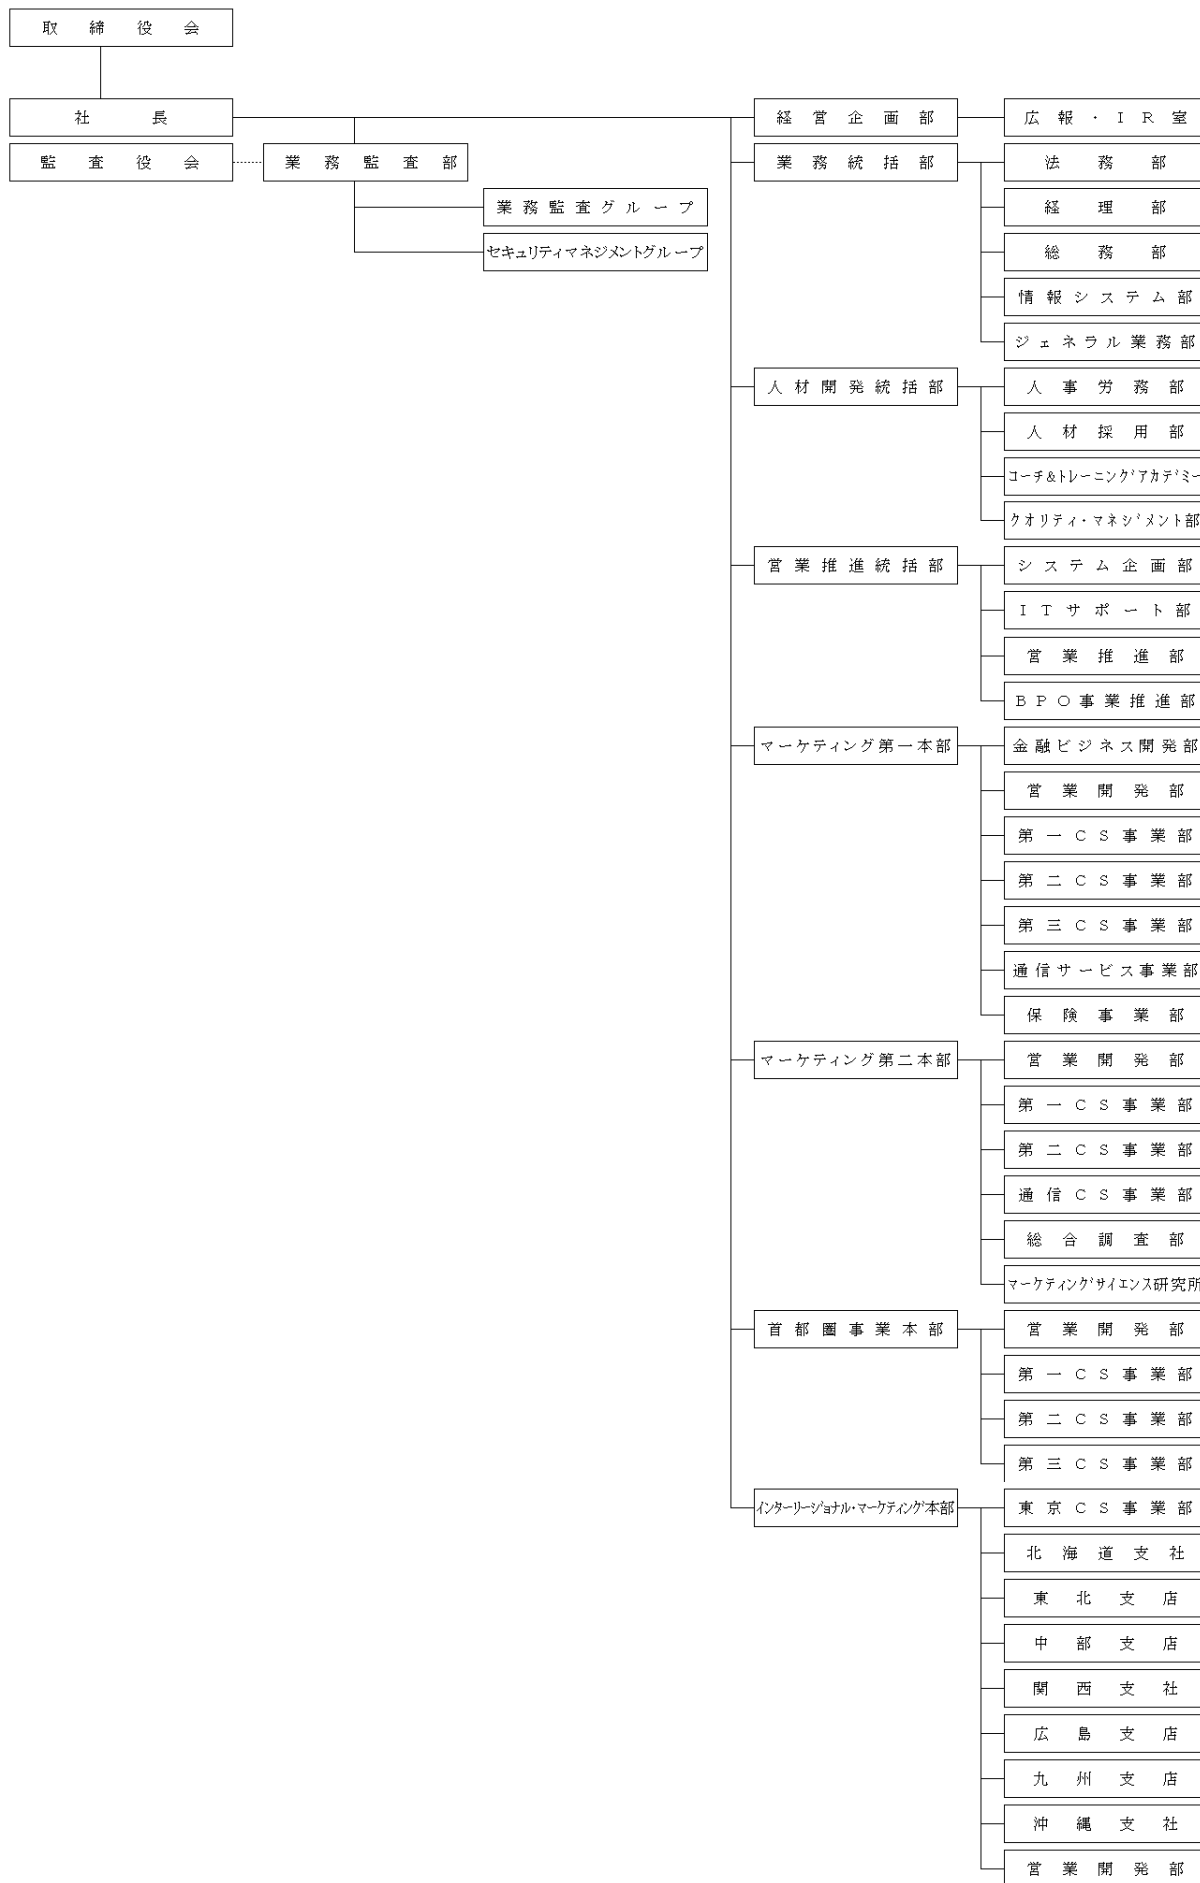 取締役会
社長
経営企画部
広報・ＩＲ室
監査役会
業務監査部
業務統括部
法務部
業務監査グループ
経理部
セキュリティマネジメントグループ
総務部
情報システム部
ジェネラル業務部
人材開発統括部
人事労務部
人材採用部
コーチ&トレーニングアカデミー
クオリティ・マネジメント部
営業推進統括部
システム企画部
ＩＴサポート部
営業推進部
ＢＰＯ事業推進部
マーケティング第一本部
金融ビジネス開発部
営業開発部
第一ＣＳ事業部
第二ＣＳ事業部
第三ＣＳ事業部
通信サービス事業部
保険事業部
マーケティング第二本部
営業開発部
第一ＣＳ事業部
第二ＣＳ事業部
通信ＣＳ事業部
総合調査部
マーケティングサイエンス研究所
首都圏事業本部
営業開発部
第一ＣＳ事業部
第二ＣＳ事業部
第三ＣＳ事業部
インターリージョナル・マーケティング本部
東京ＣＳ事業部
北海道支社
東北支店
中部支店
関西支社
広島支店
九州支店
沖縄支社
営業開発部